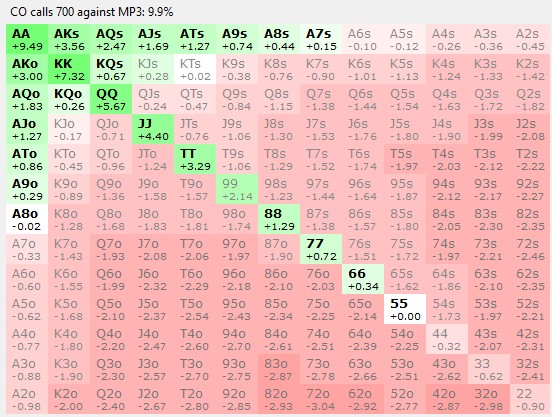 CO calls 700 against MP3: 9.9%
AA AKs AQs AJs ATs A9s A8s A7s A6s A5s A4s A3s A2s
+9.49 +3.56 +2.47 +1.69 +1.27 +0.74 +0.44 +0.15 -0.10 -0.12 -0.26 -0.36 -0.45
AKo KK KQs KJs KTs K9s K8s K7s K6s K5s K4s K3s K2s
+3.00 +7.32 +0.67 +0.28 +0.02 -0.38 -0.76 -0.90 -1.01 -1.13 -1.24 -1.33 -1.42
AQo KQo QQ QJs QTs Q9s Q8s Q7s Q6s Q5s Q4s Q3s Q2s
+1.83 +0.26 +5.67 -0.24 -0.47 -0.84 -1.15 -1.38 -1.44 -1.54 -1.63 -1.72 -1.82
AJo KJo QJo JJ JTs J9s J8s J7s J6s J5s J4s J3s J2s
+1.27 -0.17 -0.71 +4.40 -0.76 -1.06 -1.30 -1.53 -1.76 -1.80 -1.90 -1.99 -2.08
ATo KTo QTo JTo TT T9s T8s T7s T6s T5s T4s T3s T2s
+0.86 -0.45 -0.96 -1.24 +3.29 -1.06 -1.29 -1.52 -1.74 -1.97 -2.03 -2.12 -2.22
A9o K9o Q9o J9o T9o 99 98s 97s 96s 95s 94s 93s 92s
+0.29 -0.89 -1.36 -1.58 -1.57 +2.14 -1.23 -1.44 -1.64 -1.87 -2.12 -2.17 -2.27
A8o K8o Q8o J8o T8o 98o 88 87s 86s 85s 84s 83s 82s
-0.02 -1.28 -1.68 -1.83 -1.81 -1.74 +1.29 -1.38 -1.57 -1.80 -2.05 -2.30 -2.35
A7o K7o Q7o J7o T7o 97o 87o 77 76s 75s 74s 73s 72s
-0.33 -1.43 -1.93 -2.08 -2.06 -1.97 -1.90 +0.72 -1.51 -1.72 -1.97 -2.21 -2.46
A6o K6o Q6o J6o T6o 96o 86o 76o 66 65s 64s 63s 62s
-0.60 -1.55 -1.99 -2.32 -2.29 -2.18 -2.10 -2.03 +0.34 -1.62 -1.86 -2.10 -2.35
A5o K5o Q5o J5o T5o 95o 85o 75o 65o 55 54s 53s 52s
-0.62 -1.68 -2.10 -2.37 -2.54 -2.43 -2.34 -2.25 -2.14 +0.00 -1.73 -1.97 -2.21
A4o K4o Q4o J4o T4o 94o 84o 74o 64o 54o 44 43s 42s
-0.77 -1.80 -2.20 -2.47 -2.60 -2.70 -2.61 -2.51 -2.39 -2.25 -0.32 -2.07 -2.31
A3o K3o Q3o J3o T3o 93o 83o 73o 63o 53o 43o 33 32s
-0.88 -1.90 -2.30 -2.57 -2.70 -2.75 -2.87 -2.78 -2.66 -2.51 -2.63 -0.62 -2.41
A2o K2o Q2o J2o T2o 92o 82o 72o 62o 52o 42o 32o 22
-0.98 -2.00 -2.40 -2.67 -2.80 -2.85 -2.93 -3.04 -2.92 -2.77 -2.87 -2.98 -0.90